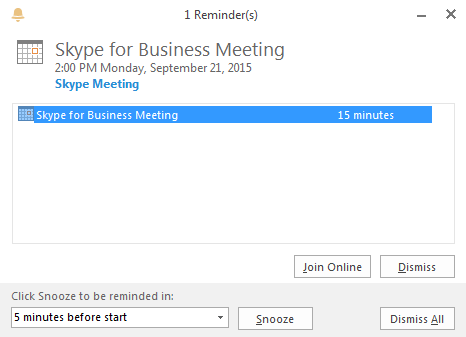 1 Reminder(s)
Skype for Business Meeting
2:00 PM Monday, September 21, 2015
Skype Meeting
Skype for Business Meeting 15 minutes
Join Online Dismiss
Click Snooze to be reminded in:
5 minutes before start Snooze Dismiss All